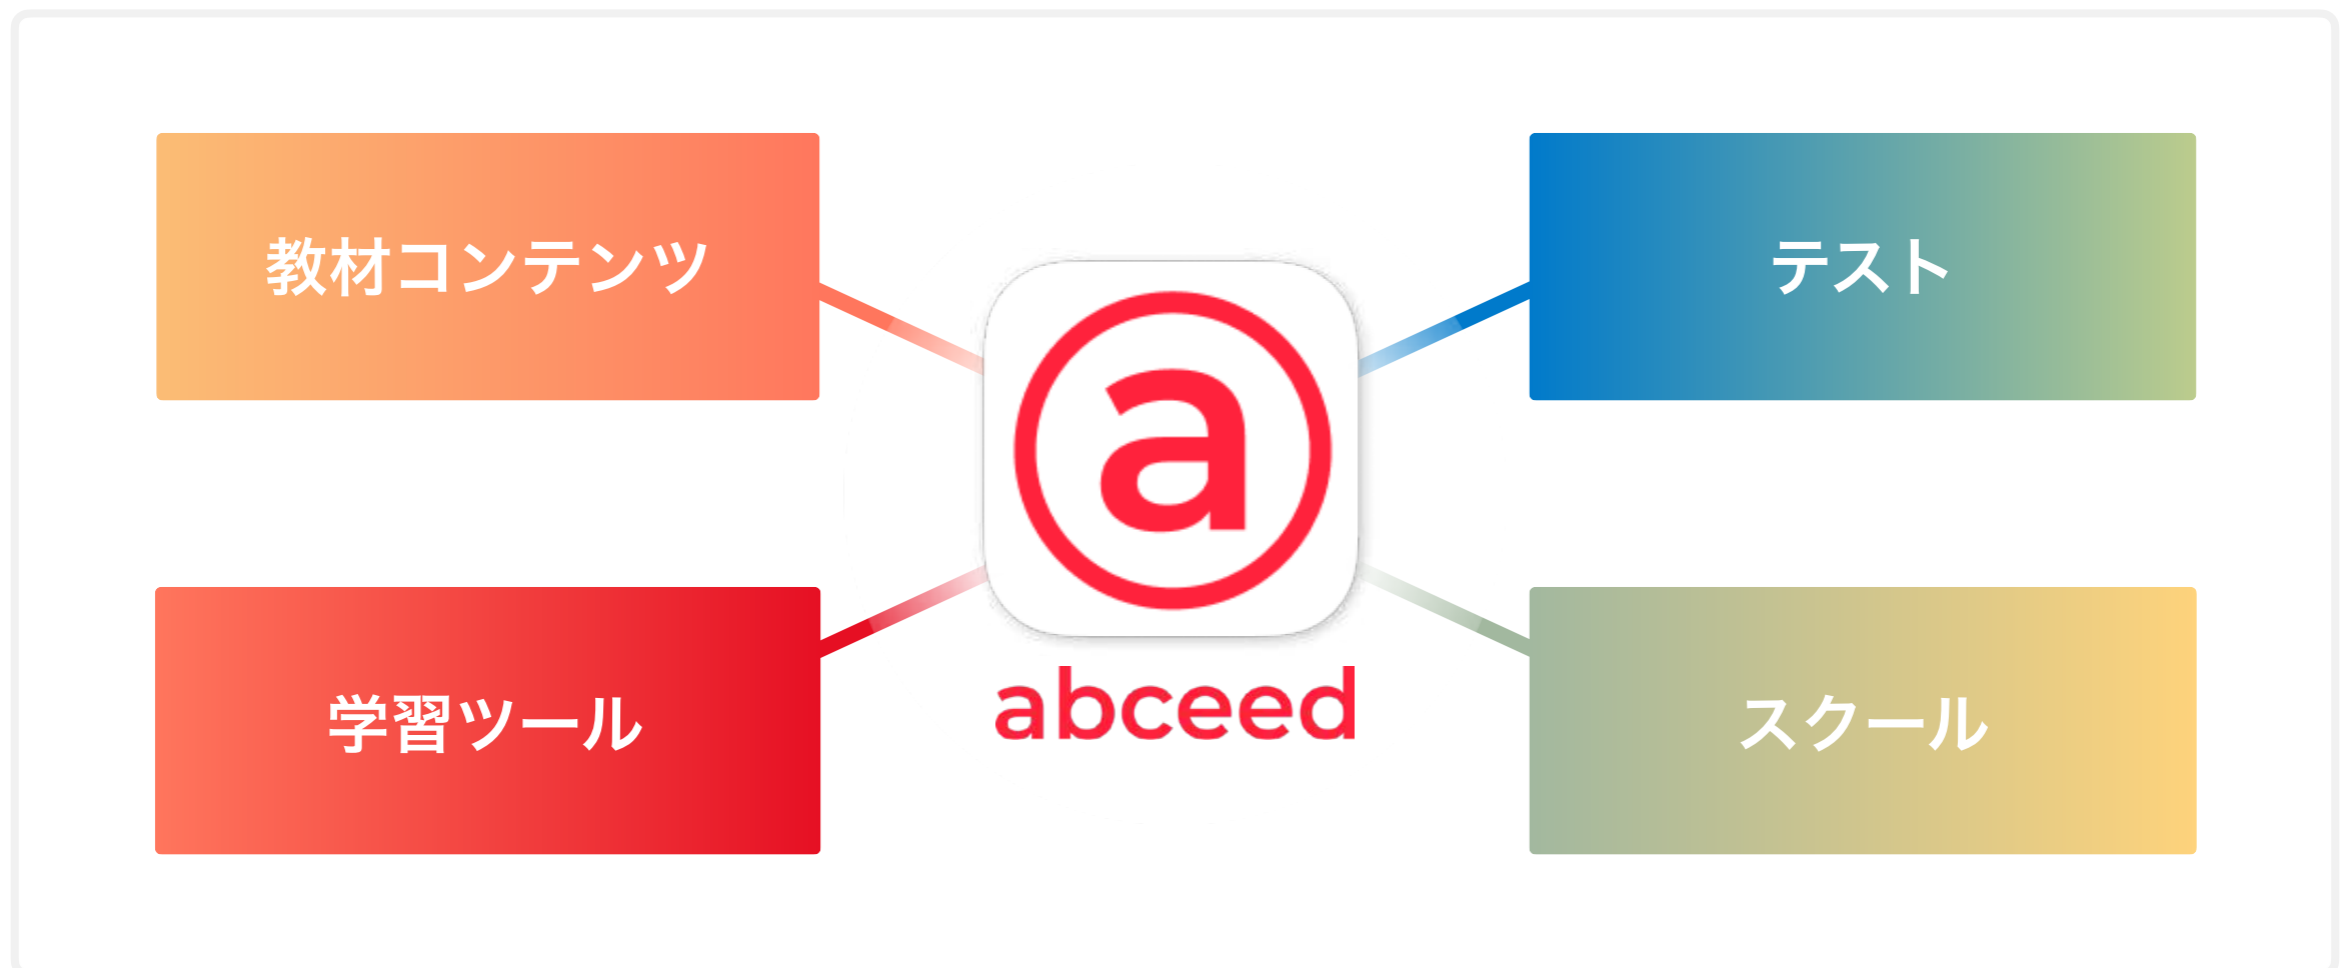 教材コンテンツ
テスト
a
abceed
学習ツール
スクール